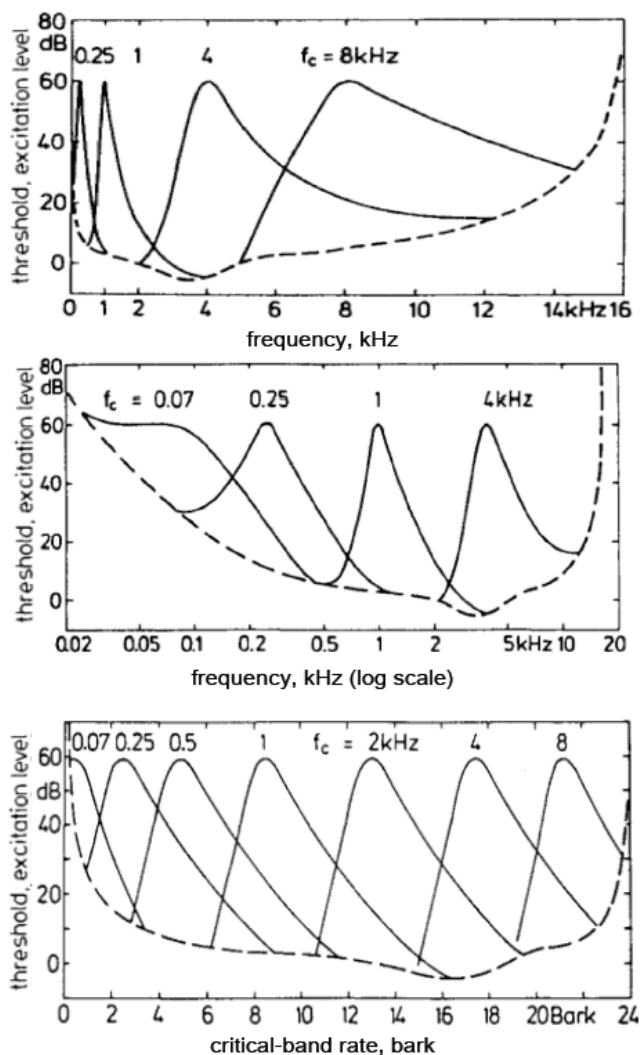 threshold, excitation level
80
dB
60
40
20
0
0.25 1 4 fc = 8kHz
0 1 2 4 6 8 10 12 14kHz 16
frequency, kHz
threshold, excitation level
80
dB
60
40
20
0
fc = 0.07 0.25 1 4kHz
0.02 0.05 0.1 0.2 0.5 1 2 5kHz 10 20
frequency, kHz (log scale)
threshold, excitation level
60
dB
40
20
0
0.07 0.25 0.5 1 fc = 2kHz 4 8
0 2 4 6 8 10 12 14 16 18 20Bark 24
critical-band rate, bark